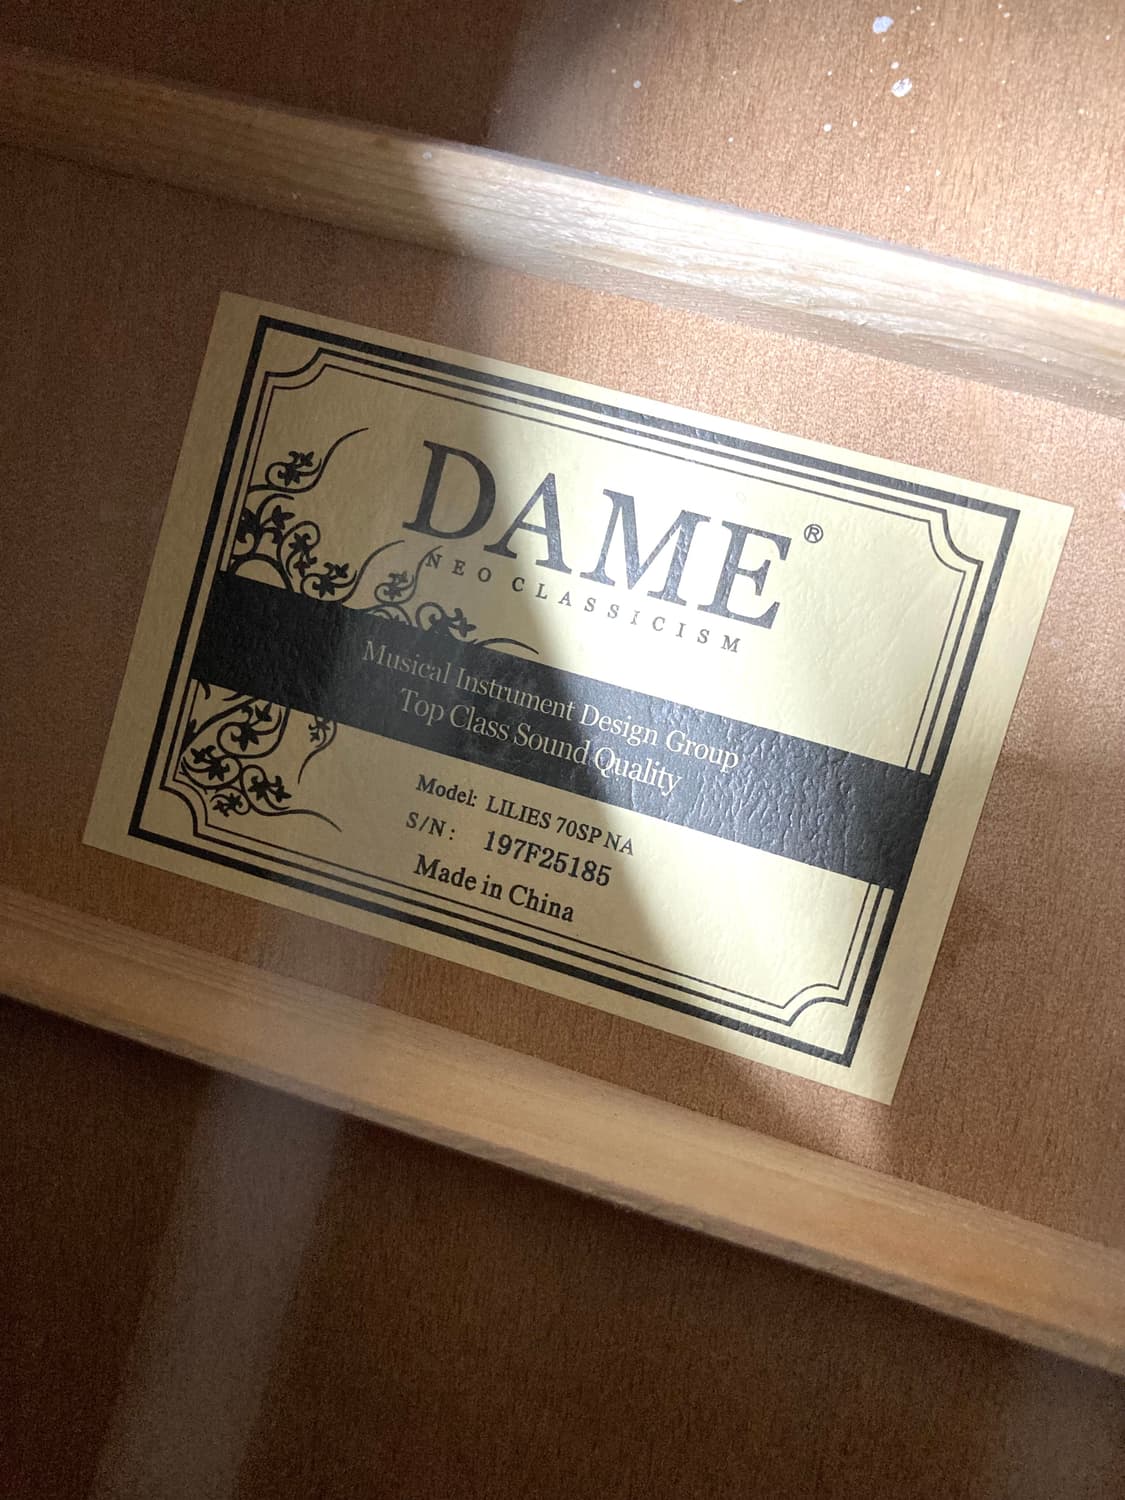 DAME®
NEO CLASSICISM
Musical Instrument Design Group
Top Class Sound Quality
Model: LILIES 70SP NA
S/N: 197F25185
Made in China